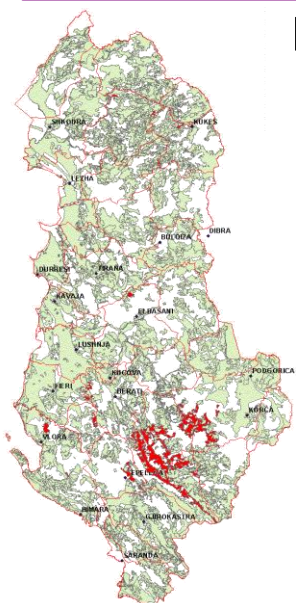 SHKODRA
KUKES
LEZHA
DIBRA
BULQIZA
DURRESI
TIRANA
KAVAJA
ELBASANI
LUSHNJA
PODGORICA
KUCOVA
FIERI
BERATI
KORCA
VLORA
TEPELENA
HIMARA
GJIROKASTRA
SARANDA